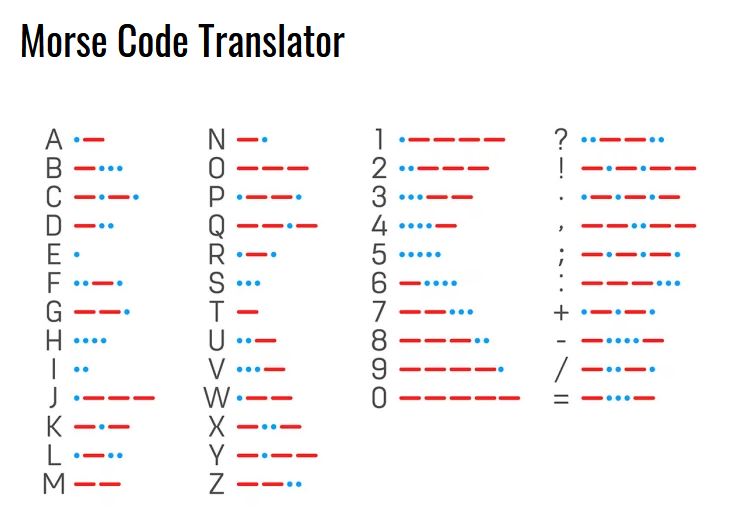 Morse Code Translator
A .-
B -...
C -.-.
D -..
E .
F ..-.
G --.
H ....
I ..
J .---
K -.-
L .-..
M --
N -.
O ---
P .--.
Q --.-
R .-.
S ...
T -
U ..-
V ...-
W .--
X -..-
Y -.--
Z --..
1 .----
2 ..---
3 ...--
4 ....-
5 .....
6 -....
7 --...
8 ---..
9 ----.
0 -----
? ..--..
! -.-.--
. .-.-.-
, --..--
; -.-.-.
: ---...
+ .-.-.
- -....-
/ -..-.
= -...-